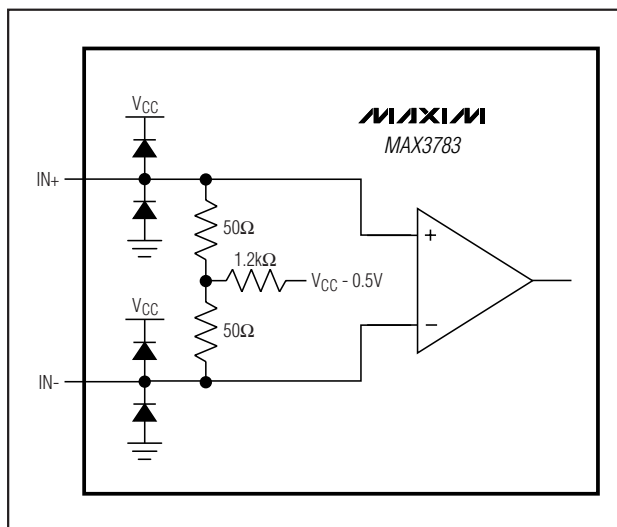 VCC
MAXIM
MAX3783
IN+
50Ω
1.2kΩ
VCC - 0.5V
+
VCC
50Ω
−
IN-